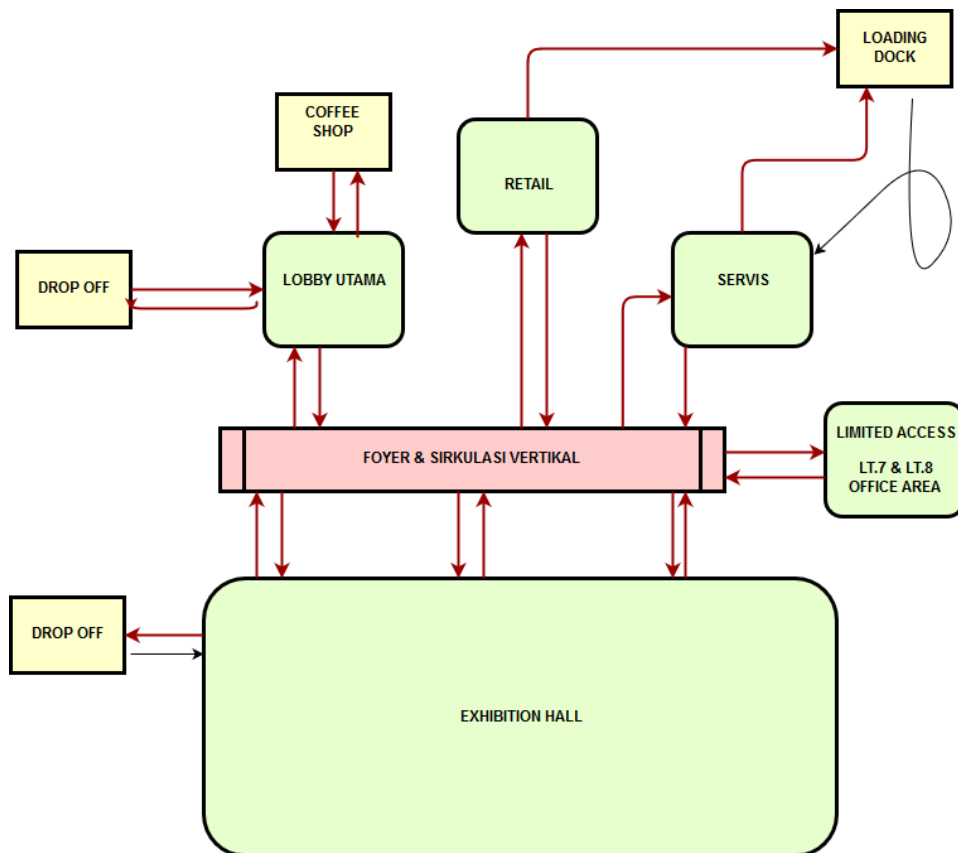 LOADING
DOCK
COFFEE
SHOP
RETAIL
DROP OFF
LOBBY UTAMA
SERVIS
FOYER & SIRKULASI VERTIKAL
LIMITED ACCESS
LT.7 & LT.8
OFFICE AREA
DROP OFF
EXHIBITION HALL